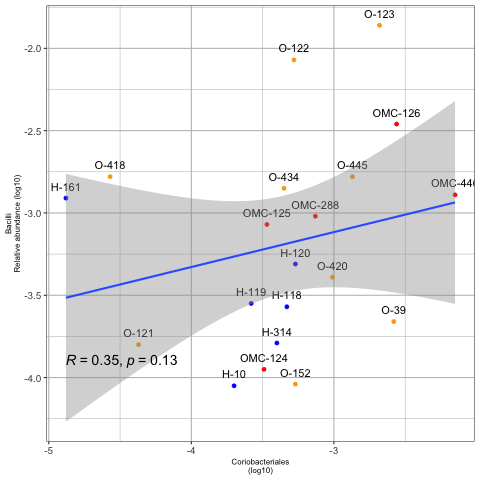 O-123
O-122
-2.0
OMC-126
-2.5
O-418
O-445
O-434
H-161
OMC-446
Bacilli
Relative abundante (log10)
-3.0
OMC-288
OMC-125
H-120
O-420
H-119
H-118
-3.5
O-39
O-121
H-314
R = 0.35, p = 0.13
OMC-124
-4.0
H-10
O-152
-5
-4
-3
Coriobacteriales
(log10)